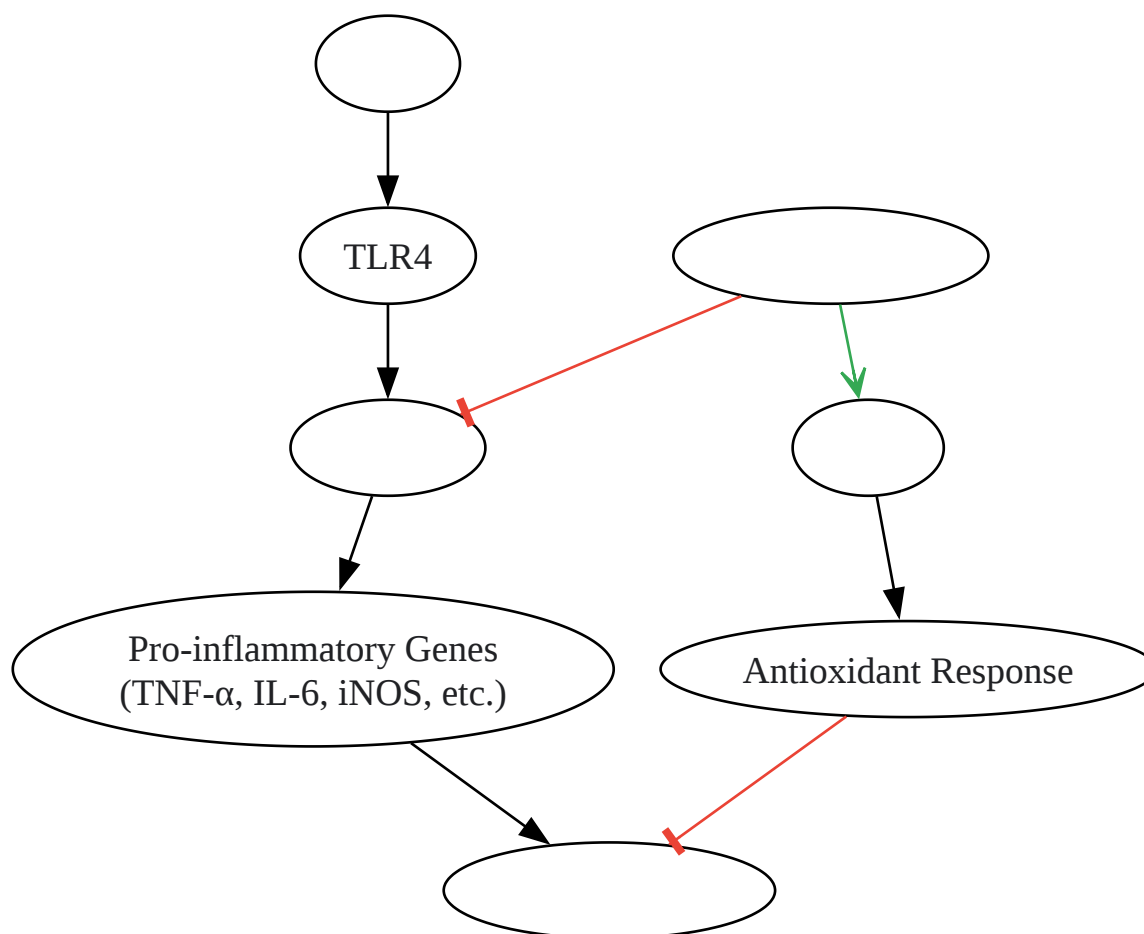 TLR4
Pro-inflammatory Genes
(TNF-α, IL-6, iNOS, etc.)
Antioxidant Response